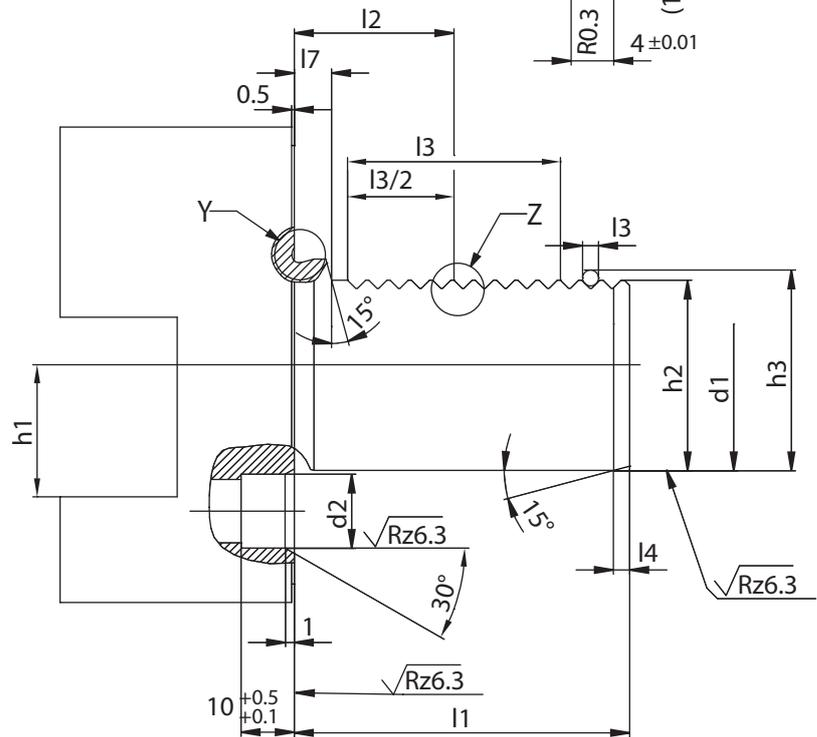 l2
R0.3
4 ±0.01
(1
l7
0.5
l3
l3/2
Y
Z
l3
15°
h1
h2
d1
h3
d2
Rz6.3
15°
30°
l4
Rz6.3
1
Rz6.3
10 +0.5
+0.1
l1